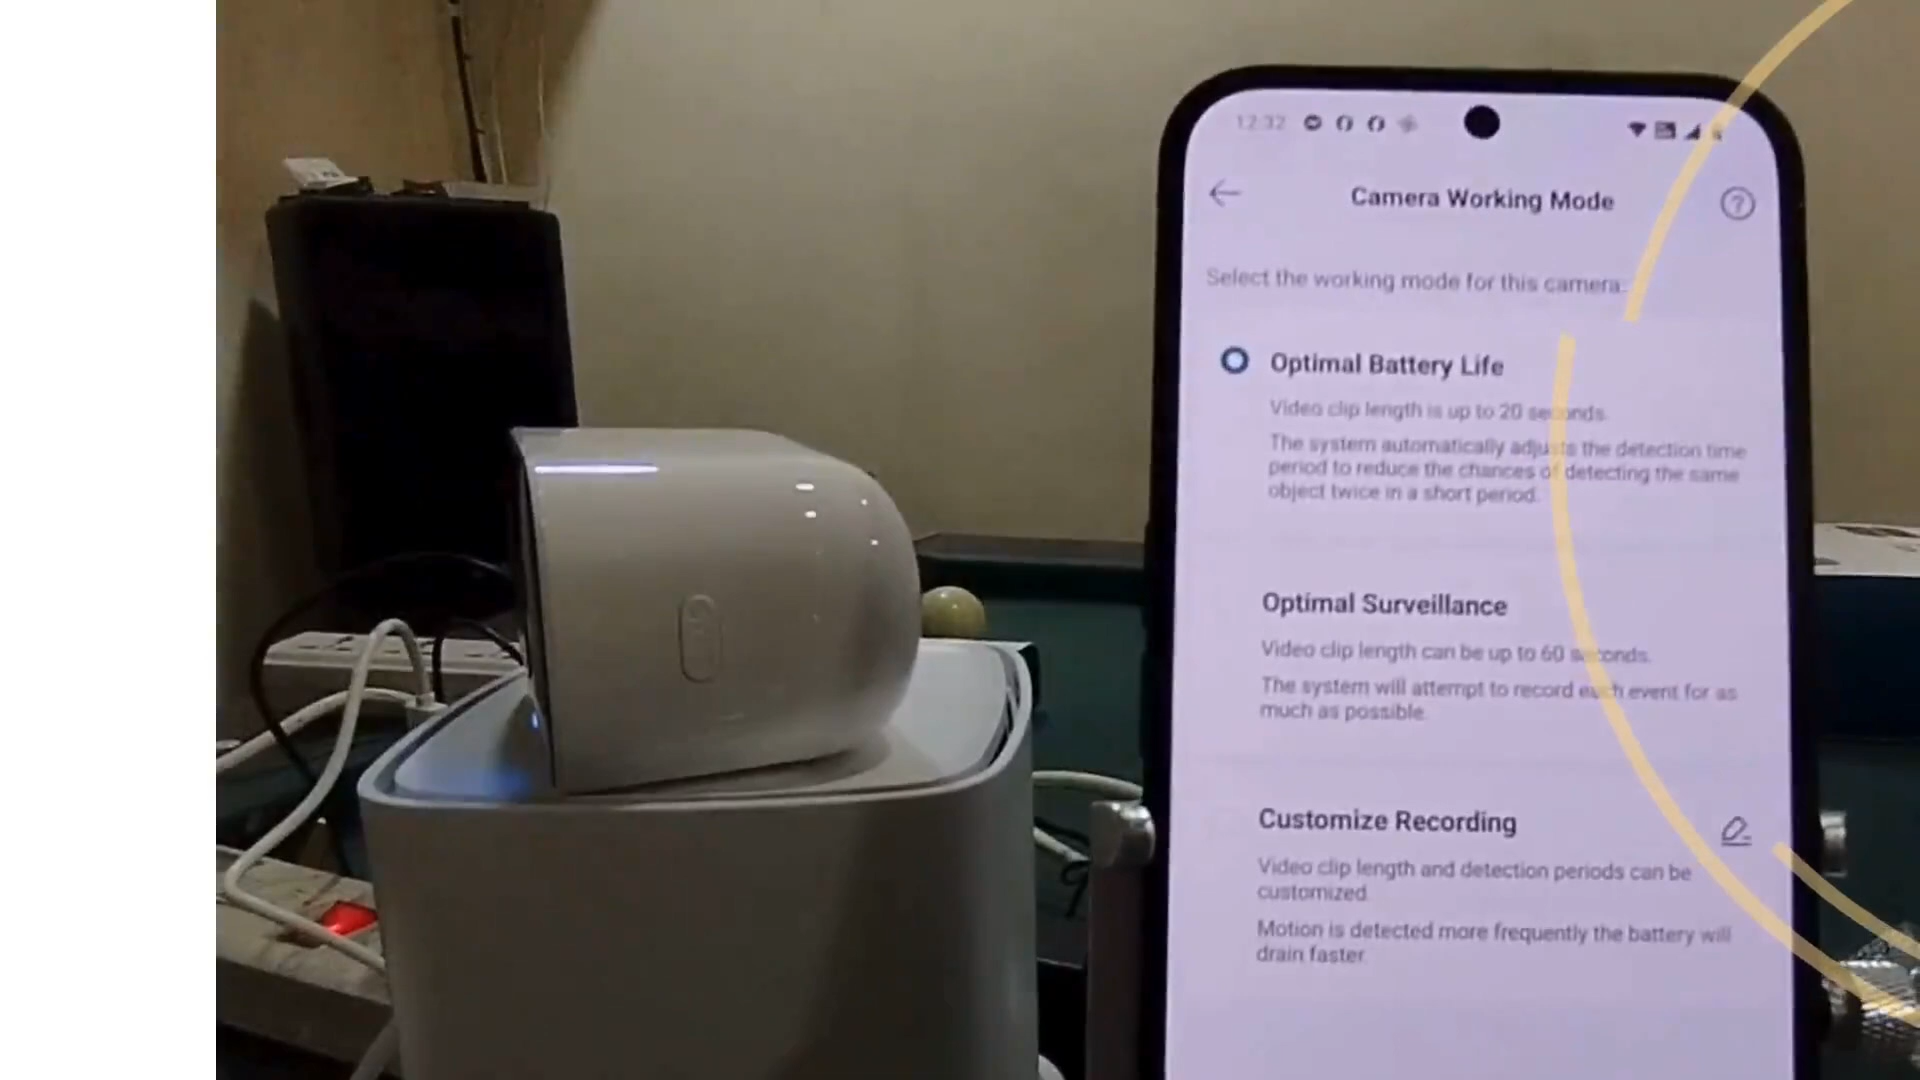 12:32
Camera Working Mode
Select the working mode for this camera:
Optimal Battery Life
Video clip length is up to 20 seconds.
The system automatically adjusts the detection time
period to reduce the chances of detecting the same
object twice in a short period.
Optimal Surveillance
Video clip length can be up to 60 seconds.
The system will attempt to record each event for as
much as possible.
Customize Recording
Video clip length and detection periods can be
customized.
Motion is detected more frequently the battery will
drain faster.